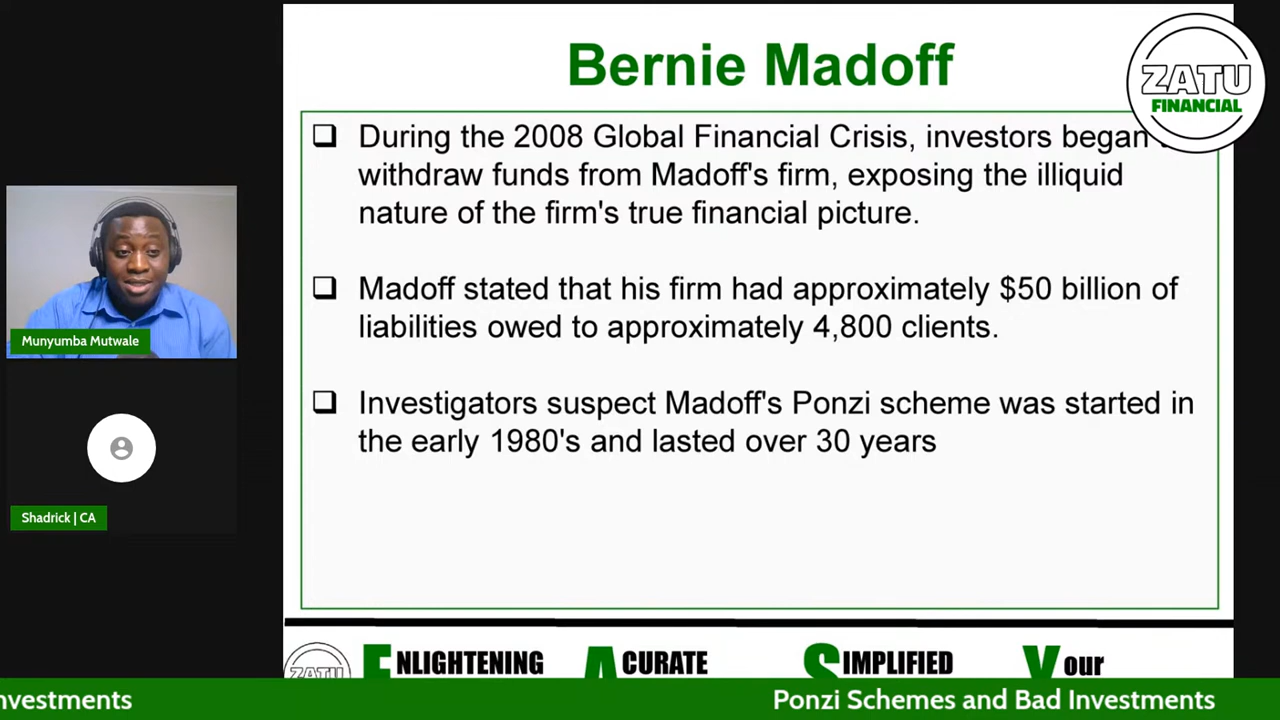 Bernie Madoff
ZATU
FINANCIAL
During the 2008 Global Financial Crisis, investors began
withdraw funds from Madoff's firm, exposing the illiquid
nature of the firm's true financial picture.
Madoff stated that his firm had approximately $50 billion of
liabilities owed to approximately 4,800 clients.
Investigators suspect Madoff's Ponzi scheme was started in
the early 1980's and lasted over 30 years
Munyumba Mutwale
Shadrick | CA
ZATU
ENLIGHTENING ACURATE SIMPLIFIED Your
nvestments
Ponzi Schemes and Bad Investments